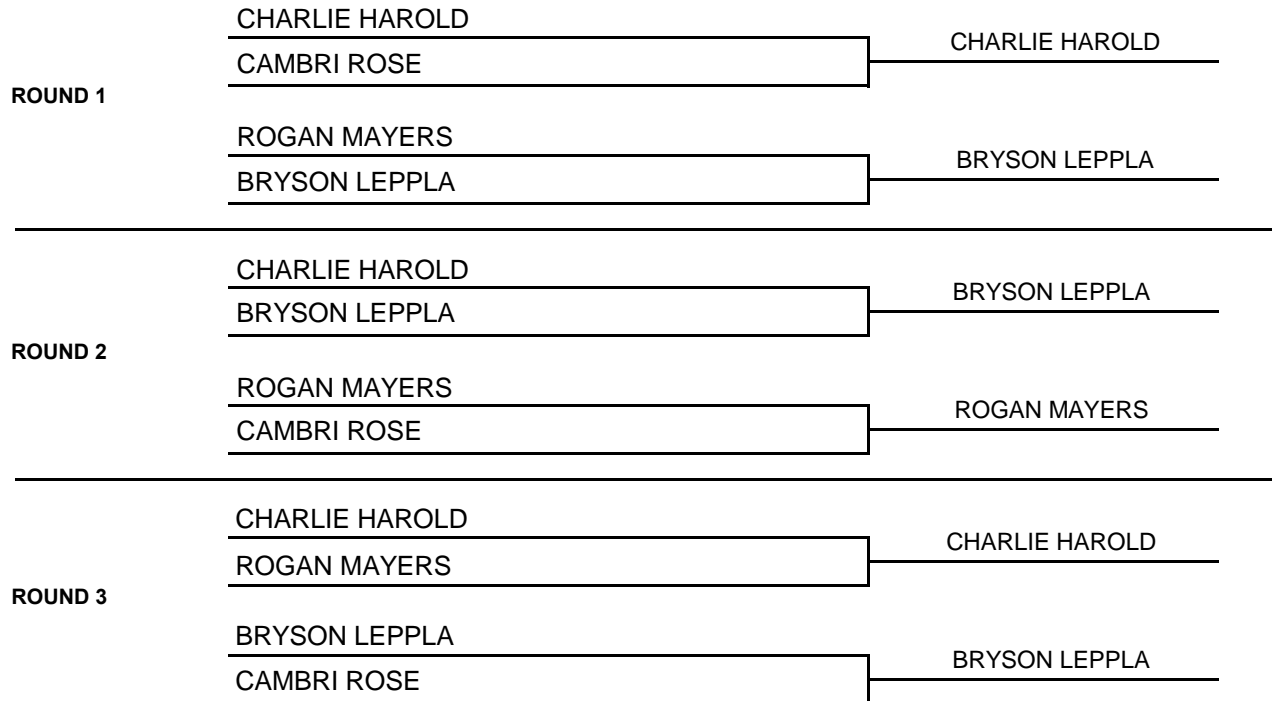 CHARLIE HAROLD
CHARLIE HAROLD
CAMBRI ROSE
ROUND 1
ROGAN MAYERS
BRYSON LEPPLA
BRYSON LEPPLA
CHARLIE HAROLD
BRYSON LEPPLA
BRYSON LEPPLA
ROUND 2
ROGAN MAYERS
ROGAN MAYERS
CAMBRI ROSE
CHARLIE HAROLD
CHARLIE HAROLD
ROGAN MAYERS
ROUND 3
BRYSON LEPPLA
BRYSON LEPPLA
CAMBRI ROSE